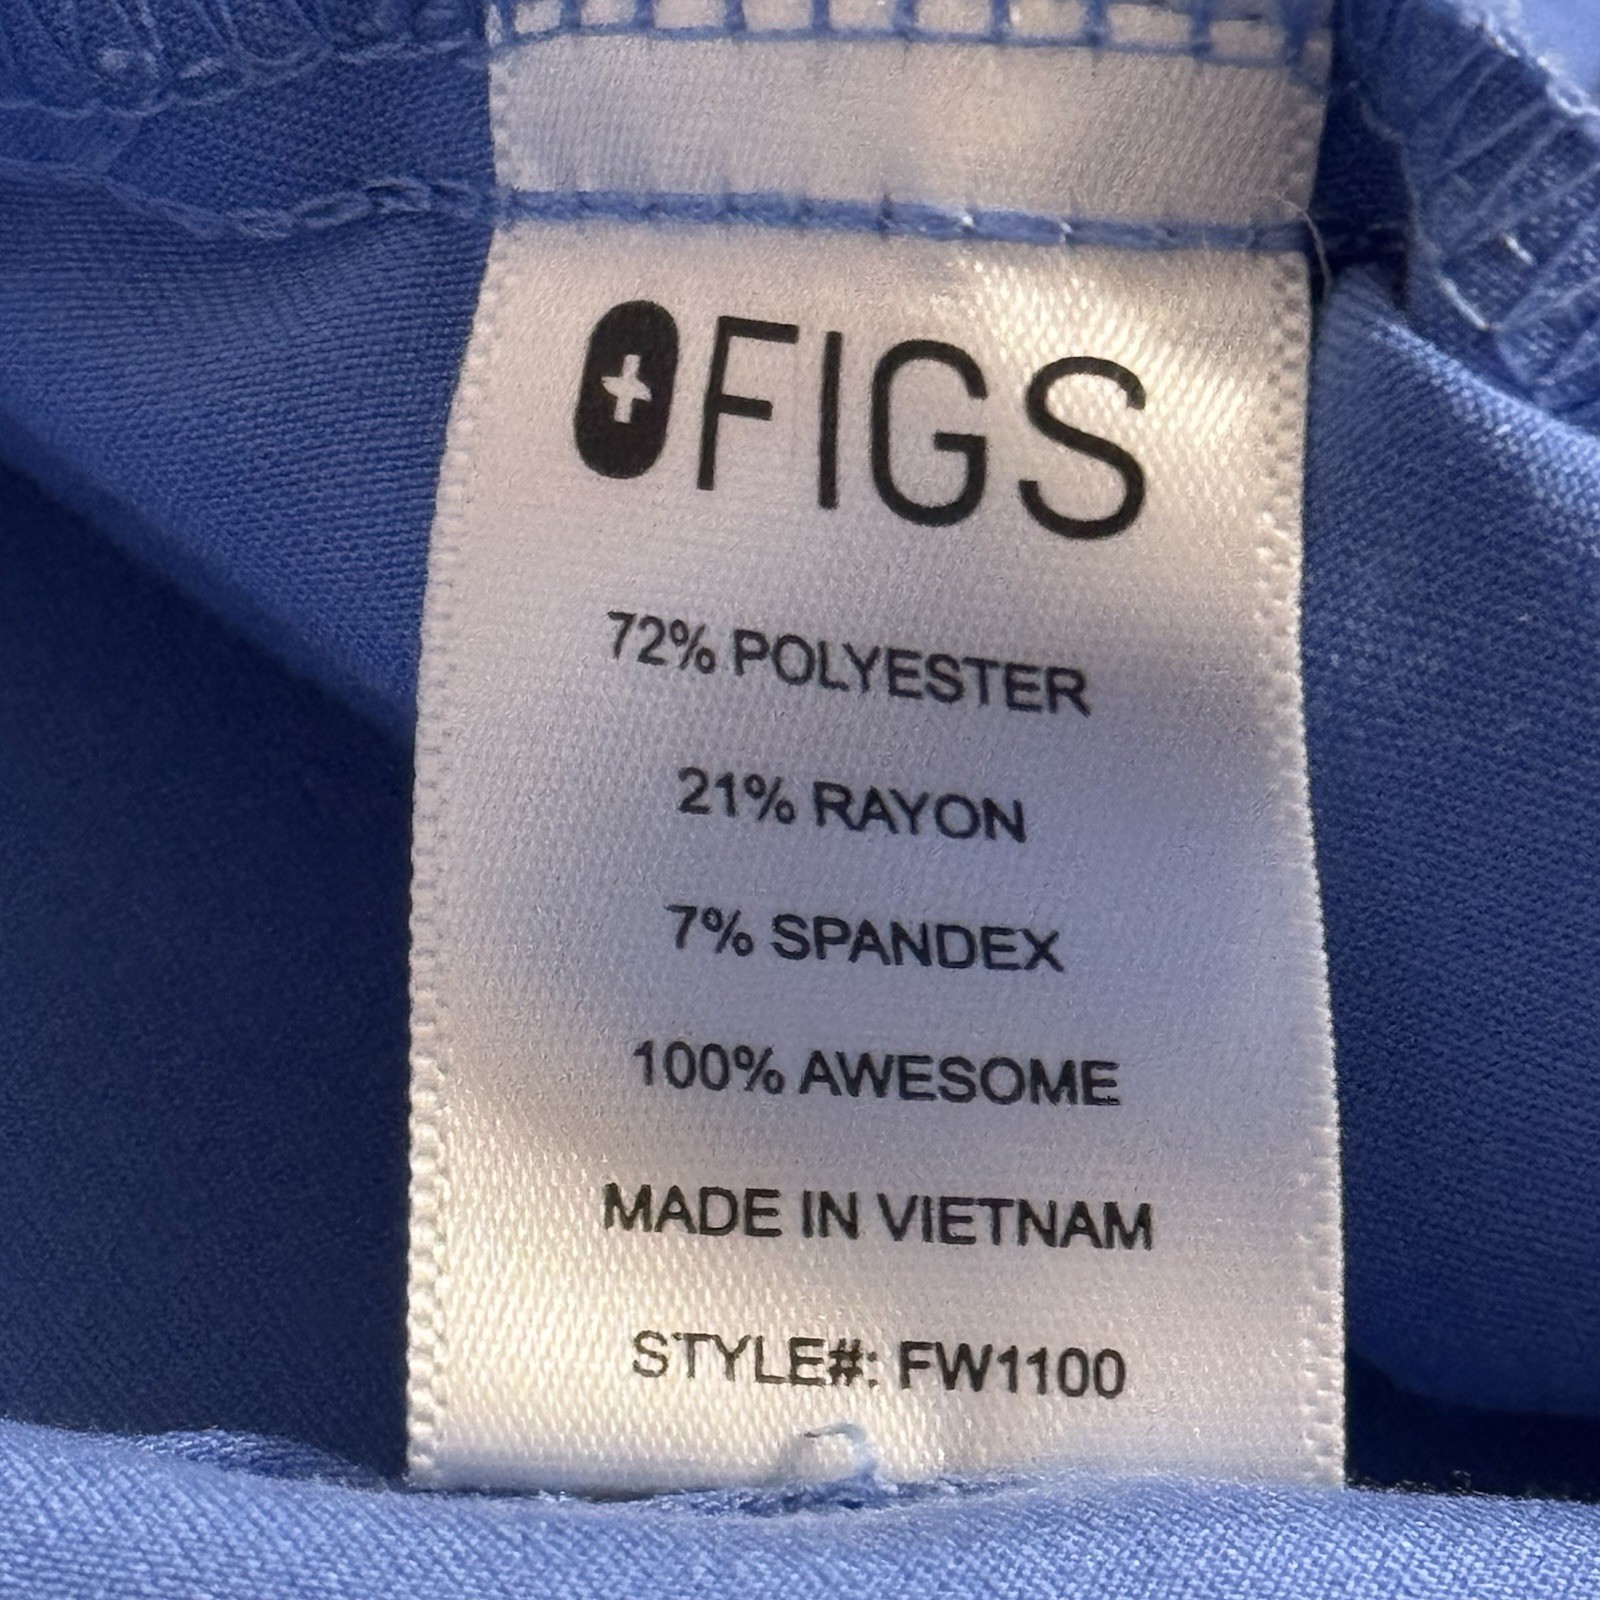 FIGS
72% POLYESTER
21% RAYON
7% SPANDEX
100% AWESOME
MADE IN VIETNAM
STYLE#: FW1100